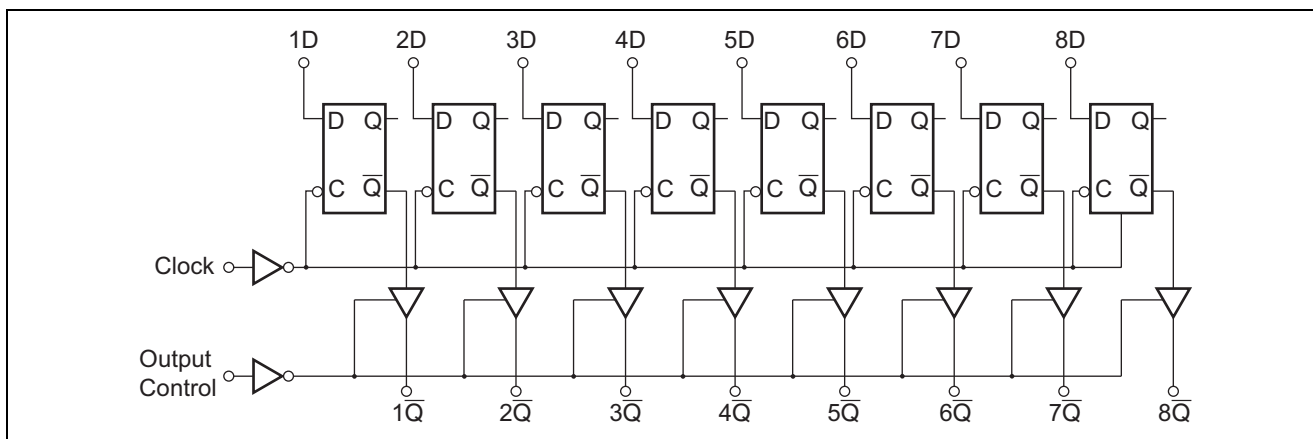 1D 2D 3D 4D 5D 6D 7D 8D
D Q D Q D Q D Q D Q D Q D Q D Q
C Q̅ C Q̅ C Q̅ C Q̅ C Q̅ C Q̅ C Q̅ C Q̅
Clock
Output
Control
1Q̅ 2Q̅ 3Q̅ 4Q̅ 5Q̅ 6Q̅ 7Q̅ 8Q̅